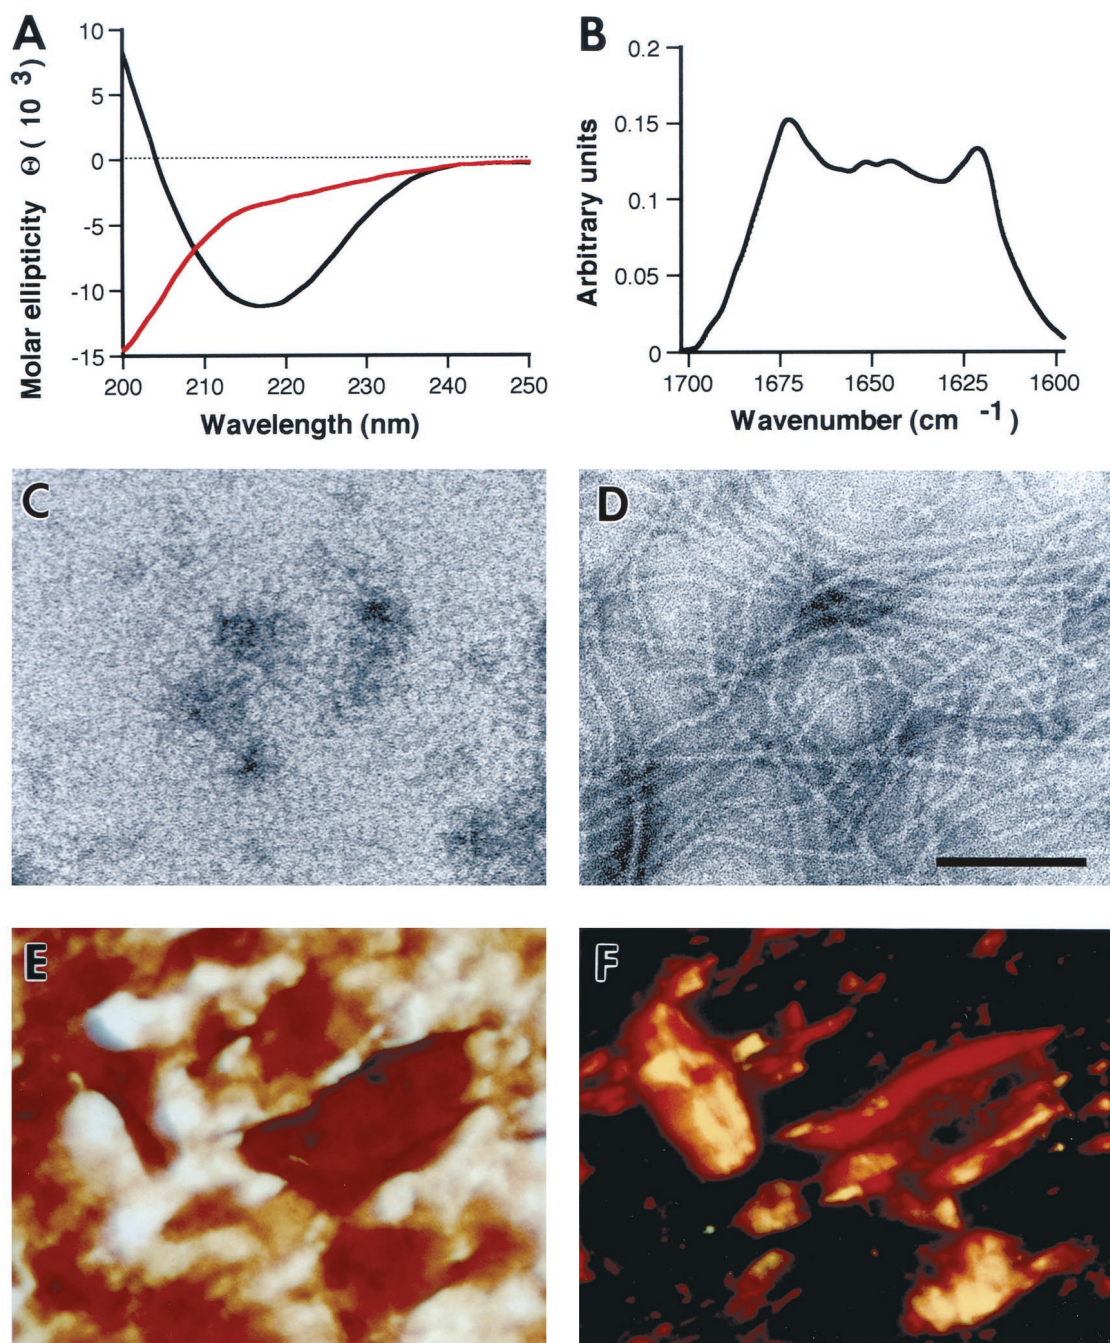 A
Molar ellipticity Θ ( 10 3 )
10
5
0
-5
-10
-15
200 210 220 230 240 250
Wavelength (nm)
B
Arbitrary units
0.2
0.15
0.1
0.05
0
1700 1675 1650 1625 1600
Wavenumber (cm -1 )
C
D
E
F